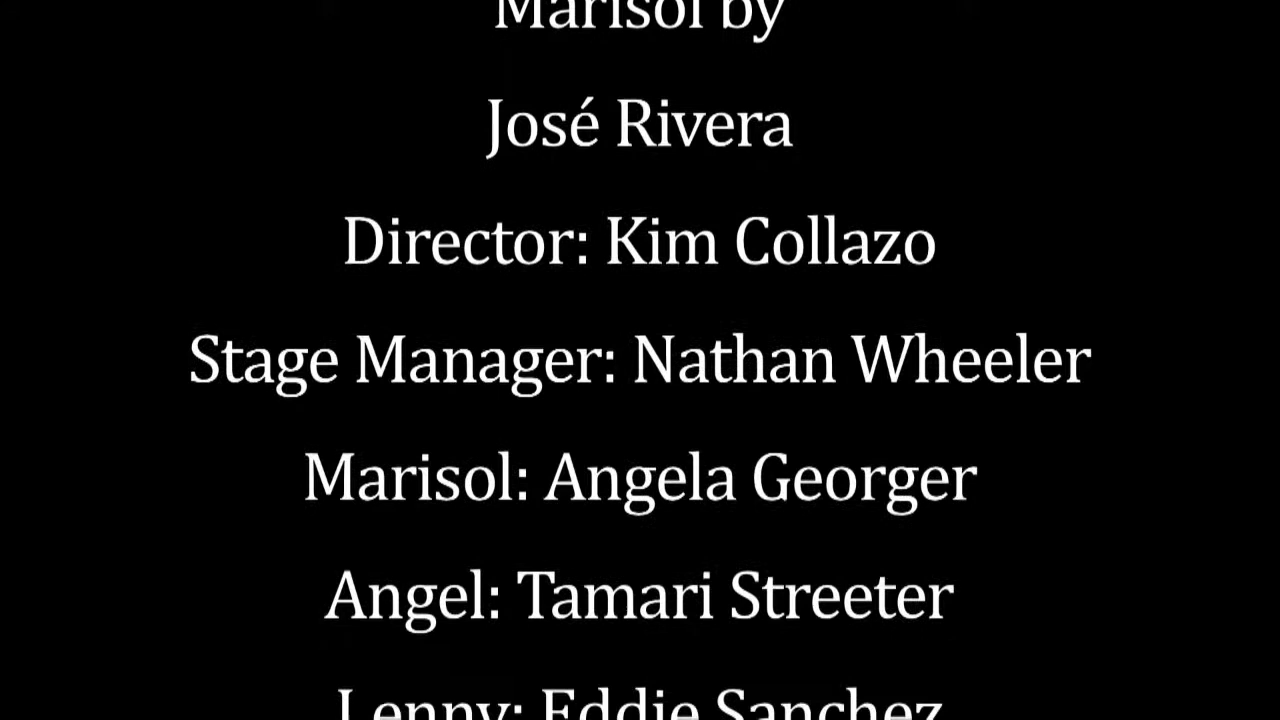 Marisol by
José Rivera
Director: Kim Collazo
Stage Manager: Nathan Wheeler
Marisol: Angela Georger
Angel: Tamari Streeter
Lenny: Eddie Sanchez